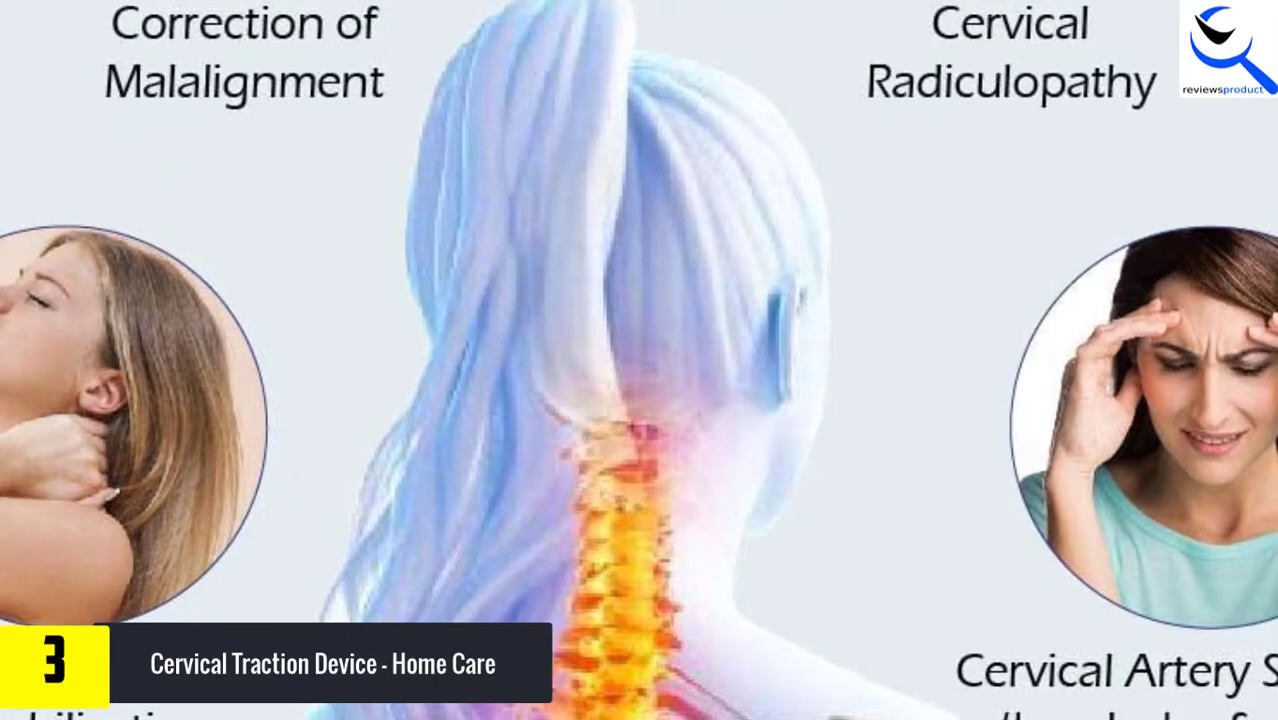 Correction of
Malalignment
Cervical
Radiculopathy
reviewsproduct
3
Cervical Traction Device - Home Care
Cervical Artery S